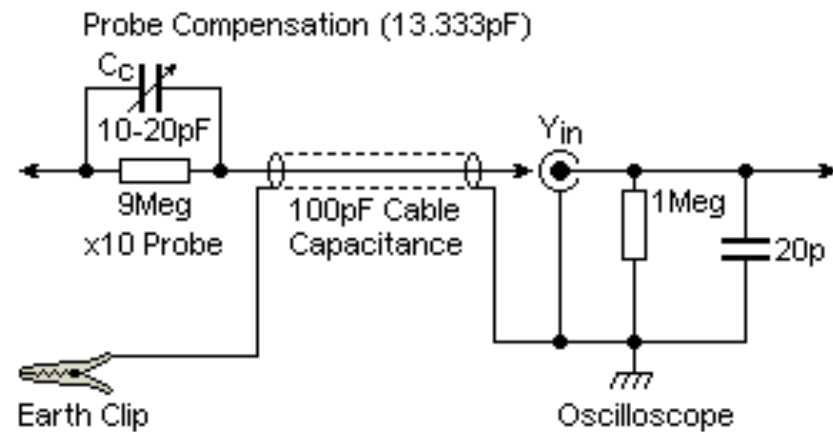 Probe Compensation (13.333pF)
CC
10-20pF
9Meg
x10 Probe
100pF Cable
Capacitance
Yin
1Meg
20p
Earth Clip
Oscilloscope